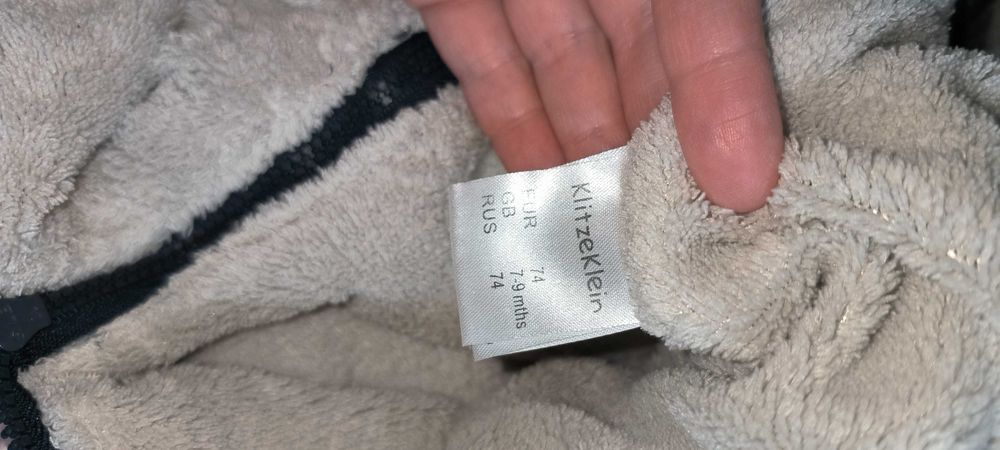 KlitzeKlein
EUR 74
GB 7-9 mths
RUS 74